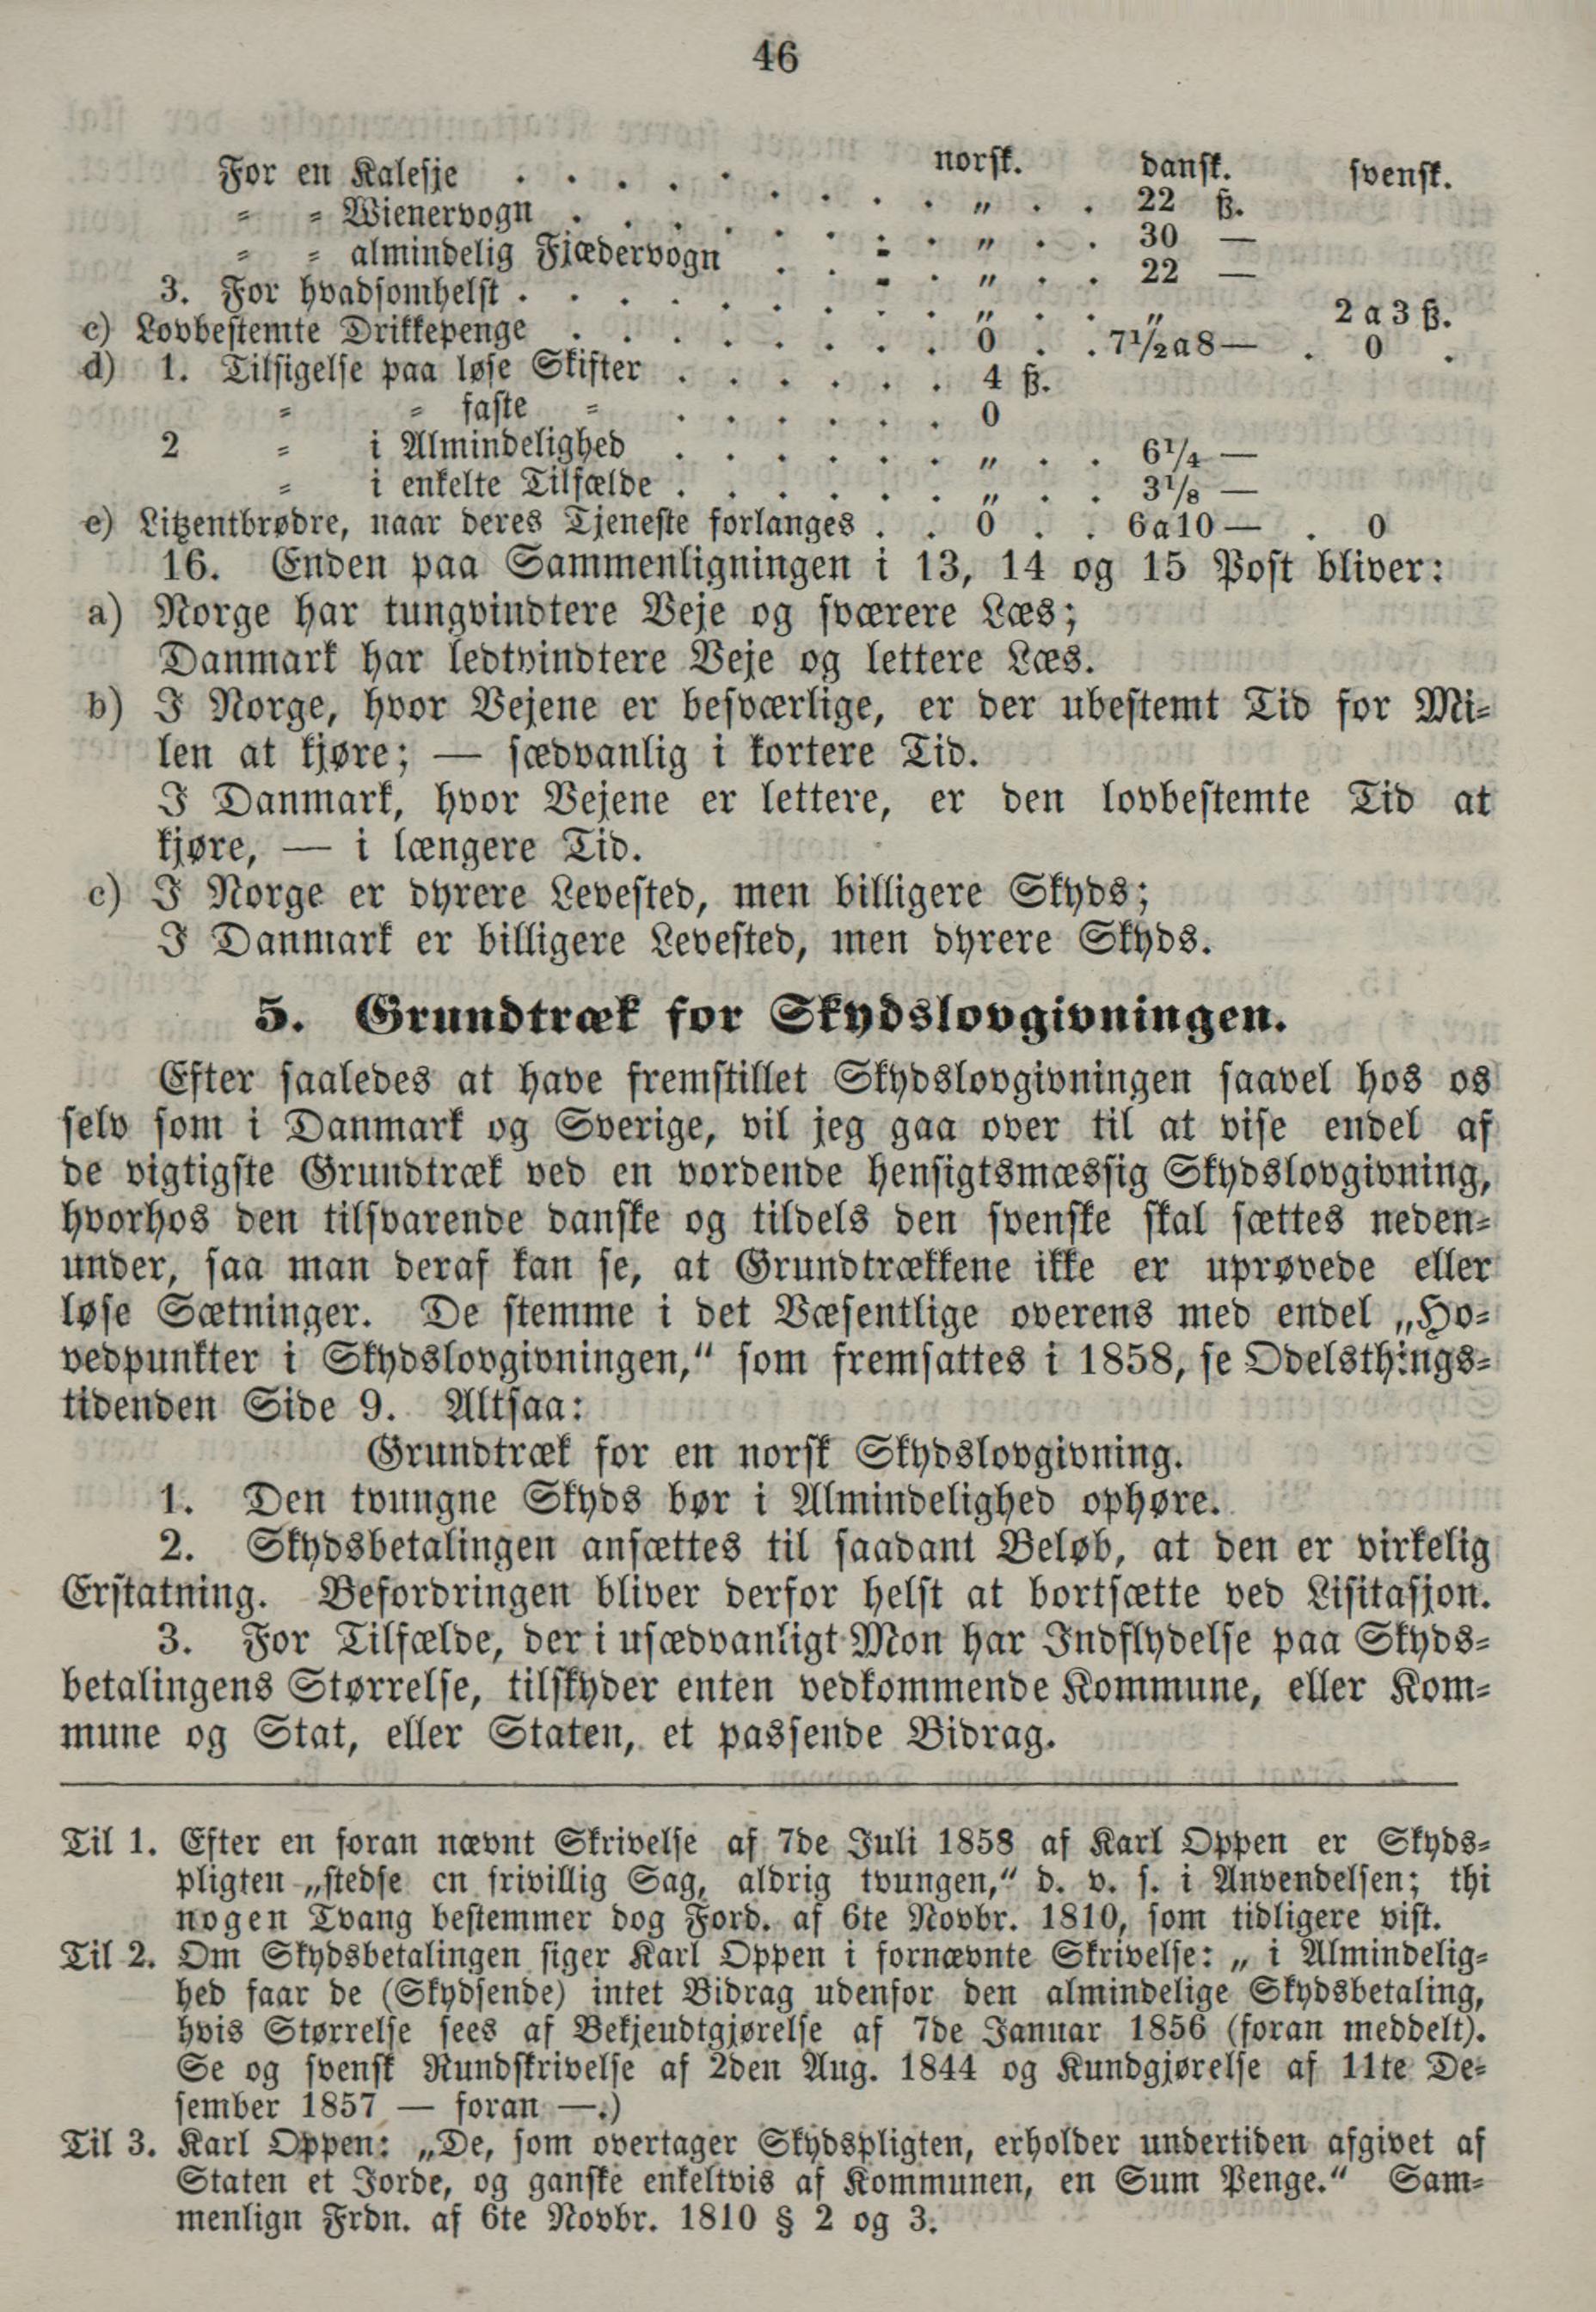 46
norsk. dansk. svensk.
For en Kalesje . . . . . . . . . „ . . 22 ß.
= = Wienervogn . . . . . . . . „ . . 30 —
= = almindelig Fjædervogn . . . . „ . . 22 —
3. For hvadsomhelst . . . . . . . . . „ . . „ 2 a 3 ß.
c) Lovbestemte Drikkepenge . . . . . . . . 0 . . 7½ a 8 — . 0 .
d) 1. Tilsigelse paa løse Skifter . . . . . . 4 ß.
= = faste = . . . . . . 0
2 = i Almindelighed . . . . . . „ . . 6¼ —
= i enkelte Tilfælde . . . . . . „ . . 3⅛ —
e) Litzentbrødre, naar deres Tjeneste forlanges . . 0 . . 6 a 10 — . 0
16. Enden paa Sammenligningen i 13, 14 og 15 Post bliver:
a) Norge har tungvindtere Veje og sværere Læs;
Danmark har ledtvindtere Veje og lettere Læs.
b) I Norge, hvor Vejene er besværlige, er der ubestemt Tid for Mi=
len at kjøre; — sædvanlig i kortere Tid.
I Danmark, hvor Vejene er lettere, er den lovbestemte Tid at
kjøre, — i længere Tid.
c) I Norge er dyrere Levested, men billigere Skyds;
I Danmark er billigere Levested, men dyrere Skyds.
5. Grundtræk for Skydslovgivningen.
Efter saaledes at have fremstillet Skydslovgivningen saavel hos os
selv som i Danmark og Sverige, vil jeg gaa over til at vise endel af
de vigtigste Grundtræk ved en vordende hensigtsmæssig Skydslovgivning,
hvorhos den tilsvarende danske og tildels den svenske skal sættes neden=
under, saa man deraf kan se, at Grundtrækkene ikke er uprøvede eller
løse Sætninger. De stemme i det Væsentlige overens med endel „Ho=
vedpunkter i Skydslovgivningen,“ som fremsattes i 1858, se Odelsthings=
tidenden Side 9. Altsaa:
Grundtræk for en norsk Skydslovgivning.
1. Den tvungne Skyds bør i Almindelighed ophøre.
2. Skydsbetalingen ansættes til saadant Beløb, at den er virkelig
Erstatning. Befordringen bliver derfor helst at bortsætte ved Lisitasjon.
3. For Tilfælde, der i usædvanligt Mon har Indflydelse paa Skyds=
betalingens Størrelse, tilskyder enten vedkommende Kommune, eller Kom=
mune og Stat, eller Staten, et passende Bidrag.
Til 1. Efter en foran nævnt Skrivelse af 7de Juli 1858 af Karl Oppen er Skyds=
pligten „stedse en frivillig Sag, aldrig tvungen,“ d. v. s. i Anvendelsen; thi
nogen Tvang bestemmer dog Ford. af 6te Novbr. 1810, som tidligere vist.
Til 2. Om Skydsbetalingen siger Karl Oppen i fornævnte Skrivelse: „ i Almindelig=
hed faar de (Skydsende) intet Bidrag udenfor den almindelige Skydsbetaling,
hvis Størrelse sees af Bekjendtgjørelse af 7de Januar 1856 (foran meddelt).
Se og svensk Rundskrivelse af 2den Aug. 1844 og Kundgjørelse af 11te De=
sember 1857 — foran —.)
Til 3. Karl Oppen: „De, som overtager Skydspligten, erholder undertiden afgivet af
Staten et Jorde, og ganske enkeltvis af Kommunen, en Sum Penge.“ Sam=
menlign Frdn. af 6te Novbr. 1810 § 2 og 3.